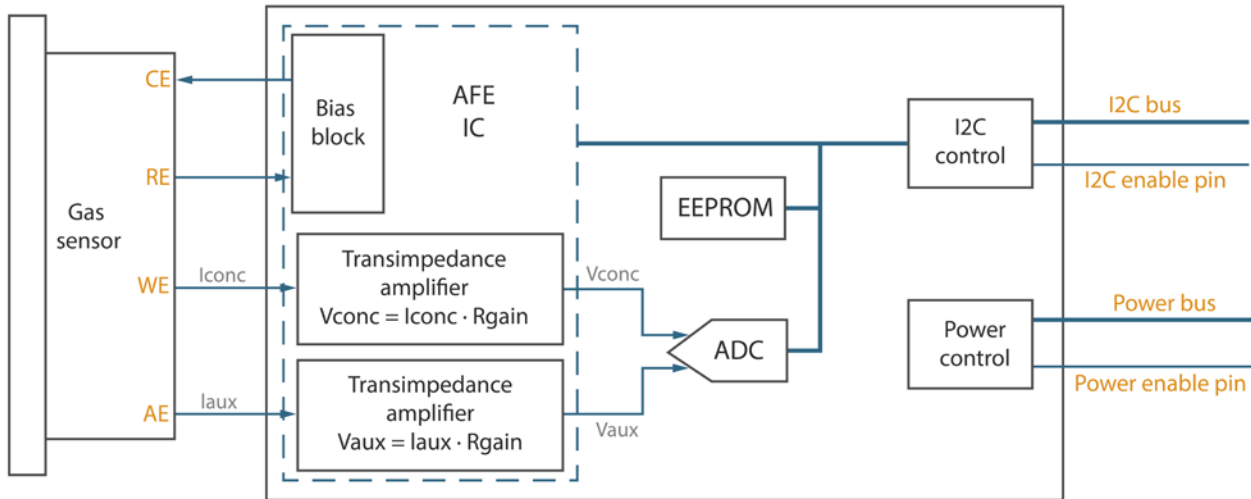 Gas
sensor
CE
RE
WE
AE
Iconc
Iaux
Bias
block
AFE
IC
Transimpedance
amplifier
Vconc = Iconc · Rgain
Transimpedance
amplifier
Vaux = Iaux · Rgain
Vconc
Vaux
EEPROM
ADC
I2C
control
Power
control
I2C bus
I2C enable pin
Power bus
Power enable pin